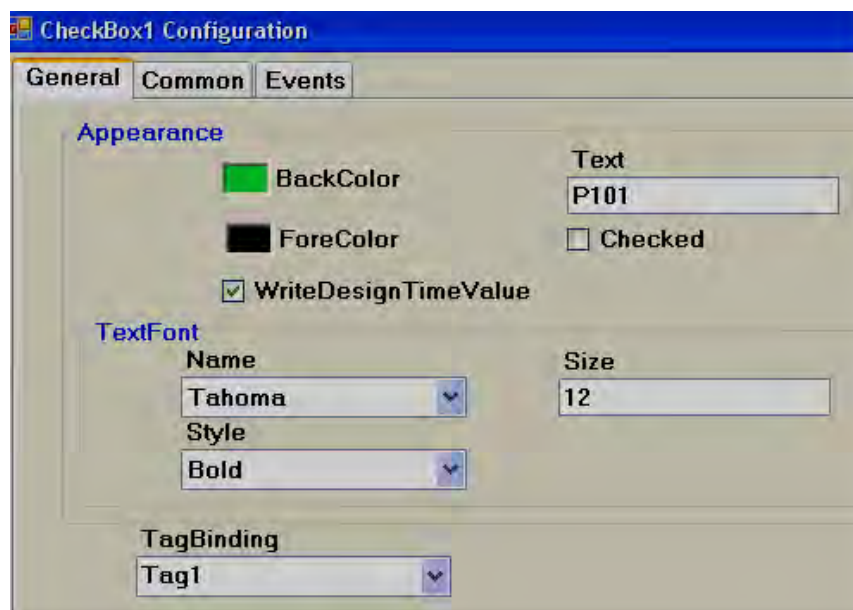 CheckBox1 Configuration
General Common Events
Appearance
BackColor
Text
P101
ForeColor
Checked
WriteDesignTimeValue
TextFont
Name
Size
Tahoma
12
Style
Bold
TagBinding
Tag1